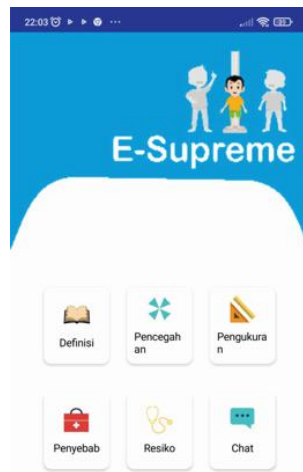 22:03
E-Supreme
Definisi
Pencegah
an
Pengukura
n
Penyebab
Resiko
Chat